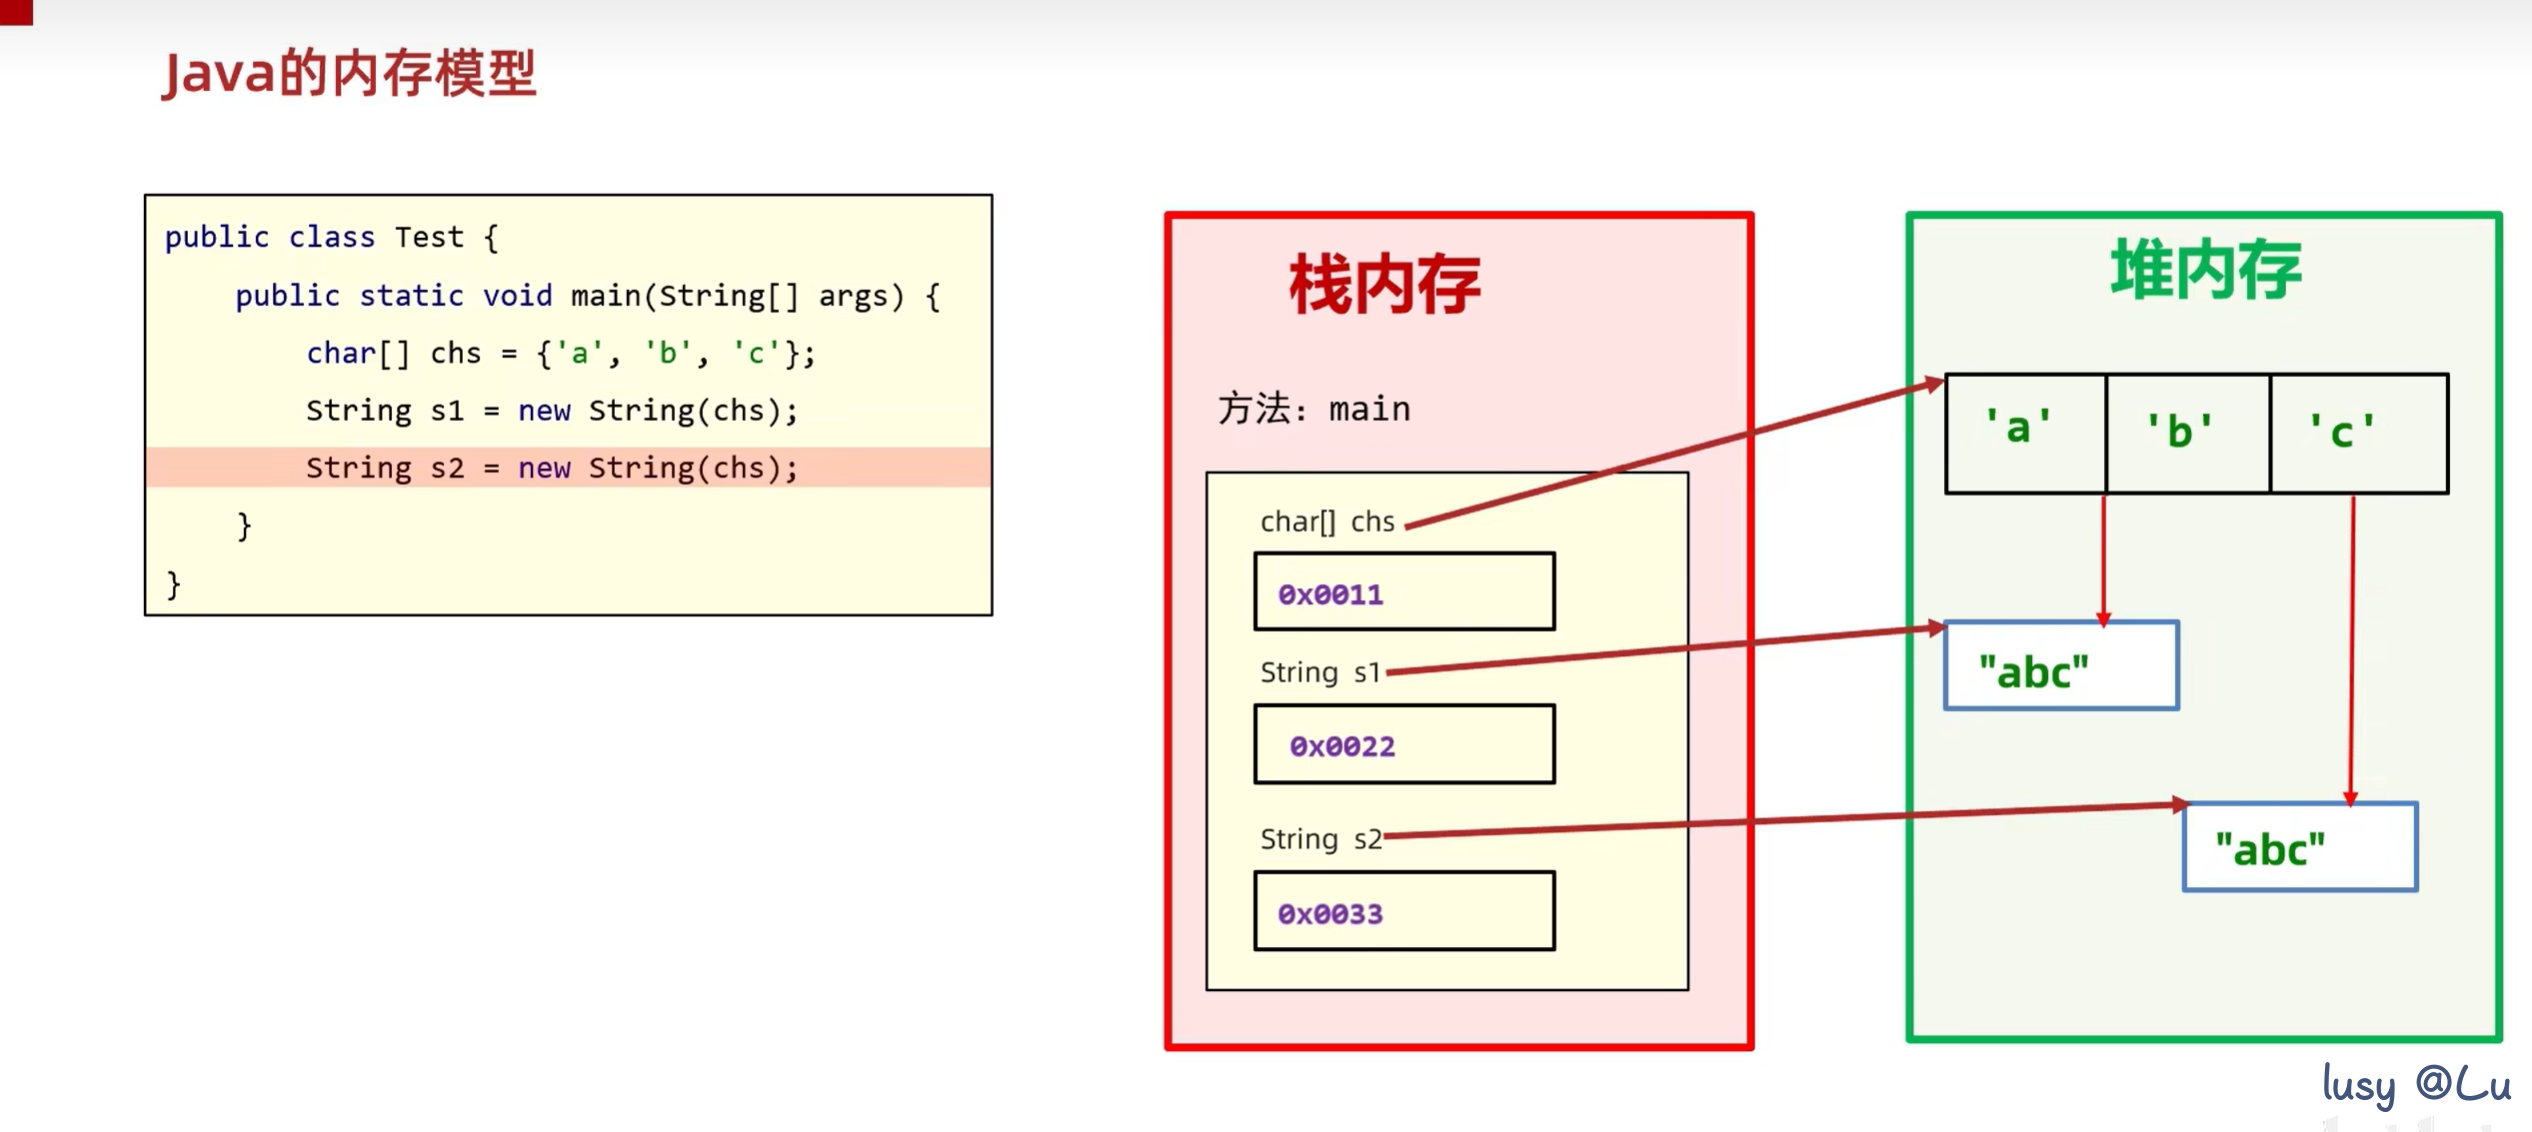 Java的内存模型
public class Test {
public static void main(String[] args) {
char[] chs = {'a', 'b', 'c'};
String s1 = new String(chs);
String s2 = new String(chs);
}
}
栈内存
方法：main
char[] chs
0x0011
String s1
0x0022
String s2
0x0033
堆内存
'a' 'b' 'c'
"abc"
"abc"
lusy @Lu